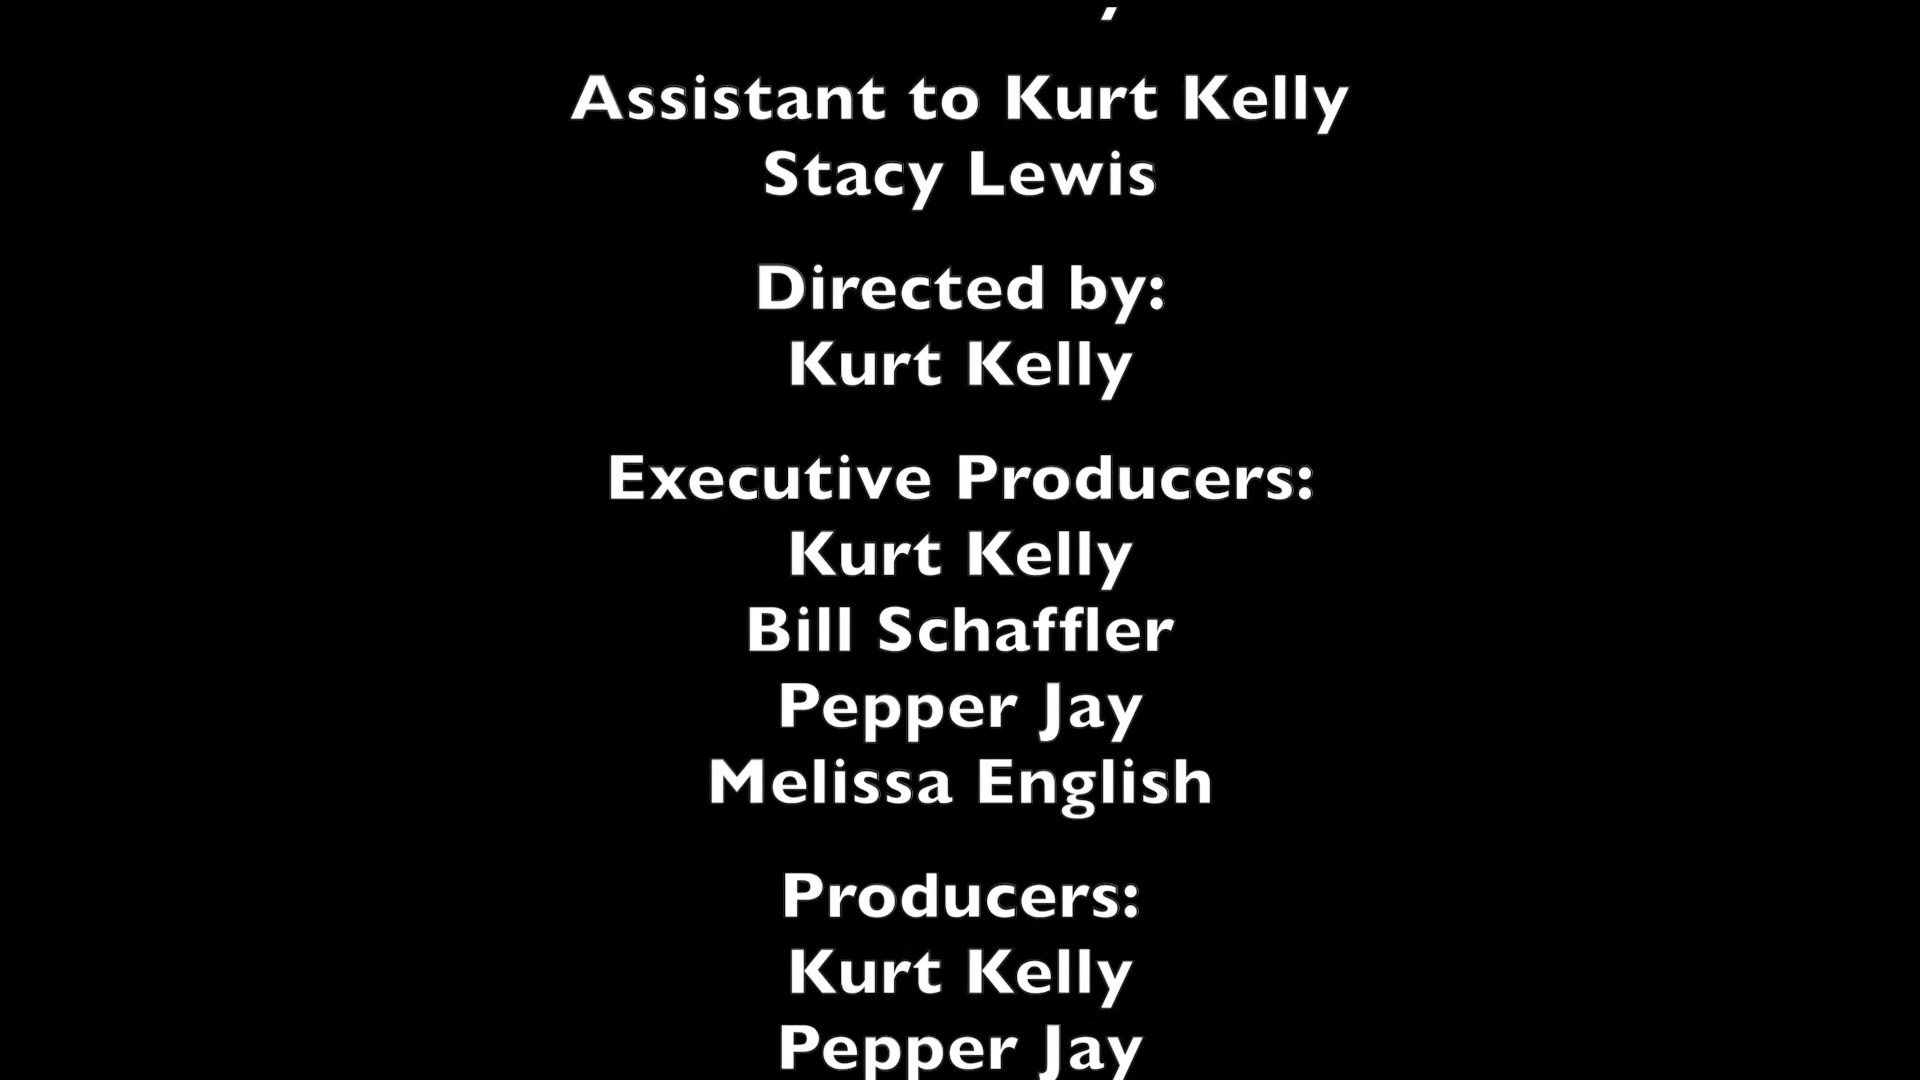 Assistant to Kurt Kelly
Stacy Lewis
Directed by:
Kurt Kelly
Executive Producers:
Kurt Kelly
Bill Schaffler
Pepper Jay
Melissa English
Producers:
Kurt Kelly
Pepper Jay